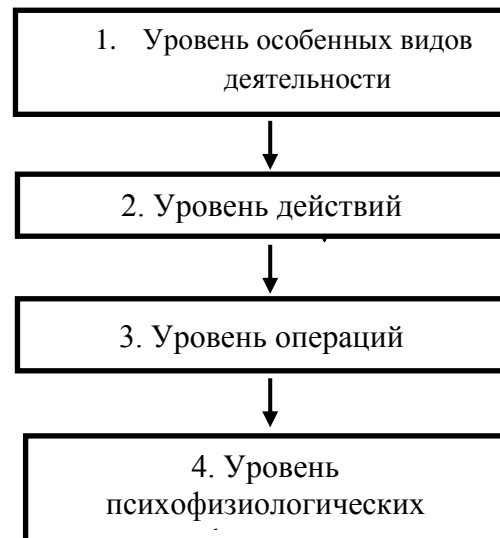 1. Уровень особенных видов
деятельности
2. Уровень действий
3. Уровень операций
4. Уровень
психофизиологических